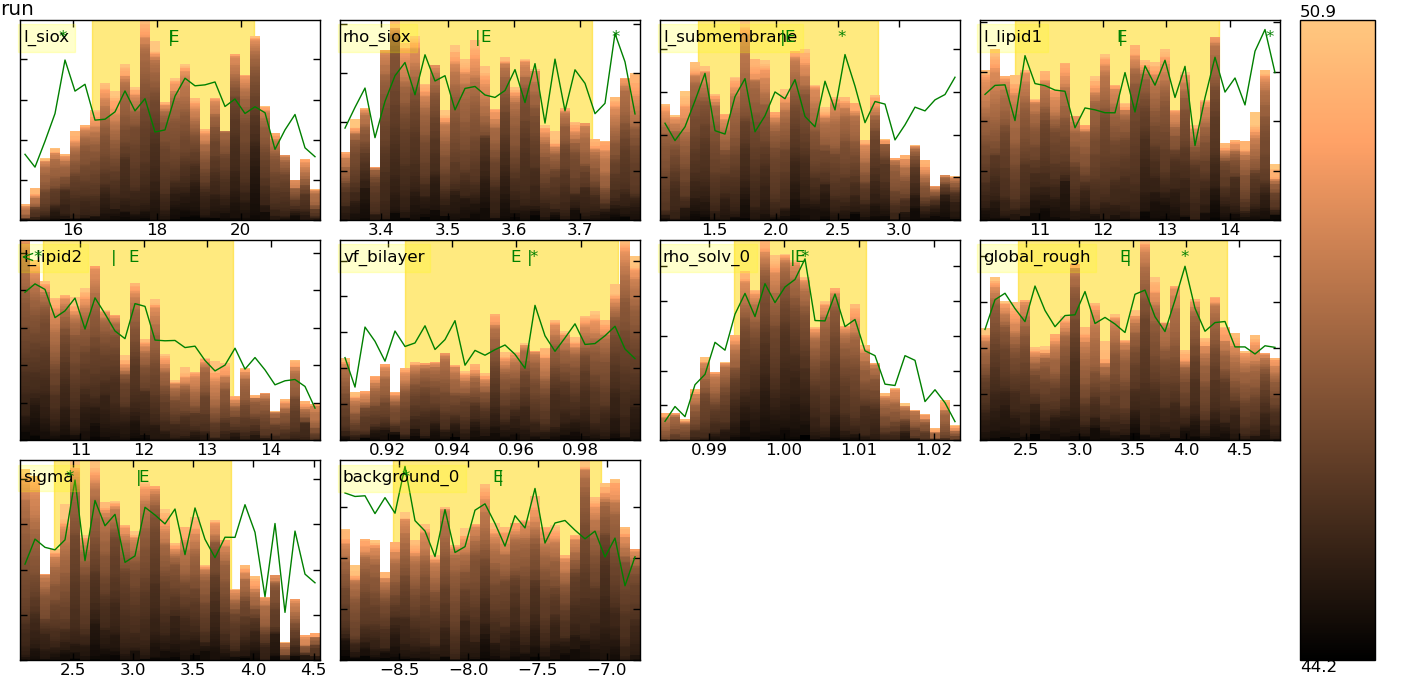 run
50.9
l_siox * |E
rho_siox |E *
l_submembrane |E *
l_lipid1 |E *
16 18 20
3.4 3.5 3.6 3.7
1.5 2.0 2.5 3.0
11 12 13 14
l_lipid2 * | E
vf_bilayer E |*
rho_solv_0 |E*
global_rough E| *
11 12 13 14
0.92 0.94 0.96 0.98
0.99 1.00 1.01 1.02
2.5 3.0 3.5 4.0 4.5
sigma * |E
background_0 * E|
2.5 3.0 3.5 4.0 4.5
−8.5 −8.0 −7.5 −7.0
44.2